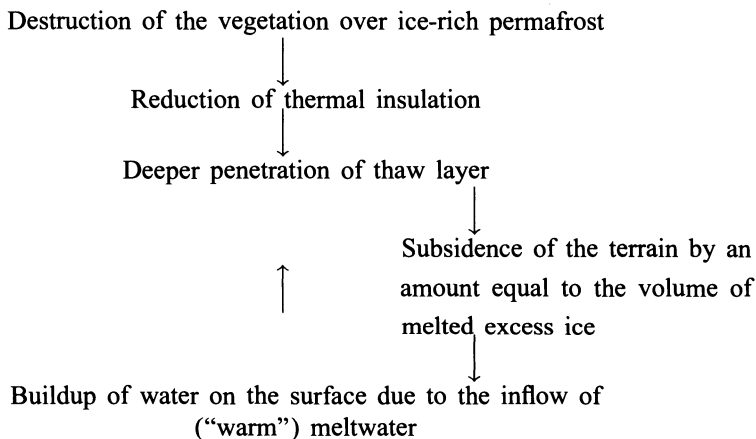 Destruction of the vegetation over ice-rich permafrost
Reduction of thermal insulation
Deeper penetration of thaw layer
Subsidence of the terrain by an
amount equal to the volume of
melted excess ice
Buildup of water on the surface due to the inflow of
(“warm”) meltwater